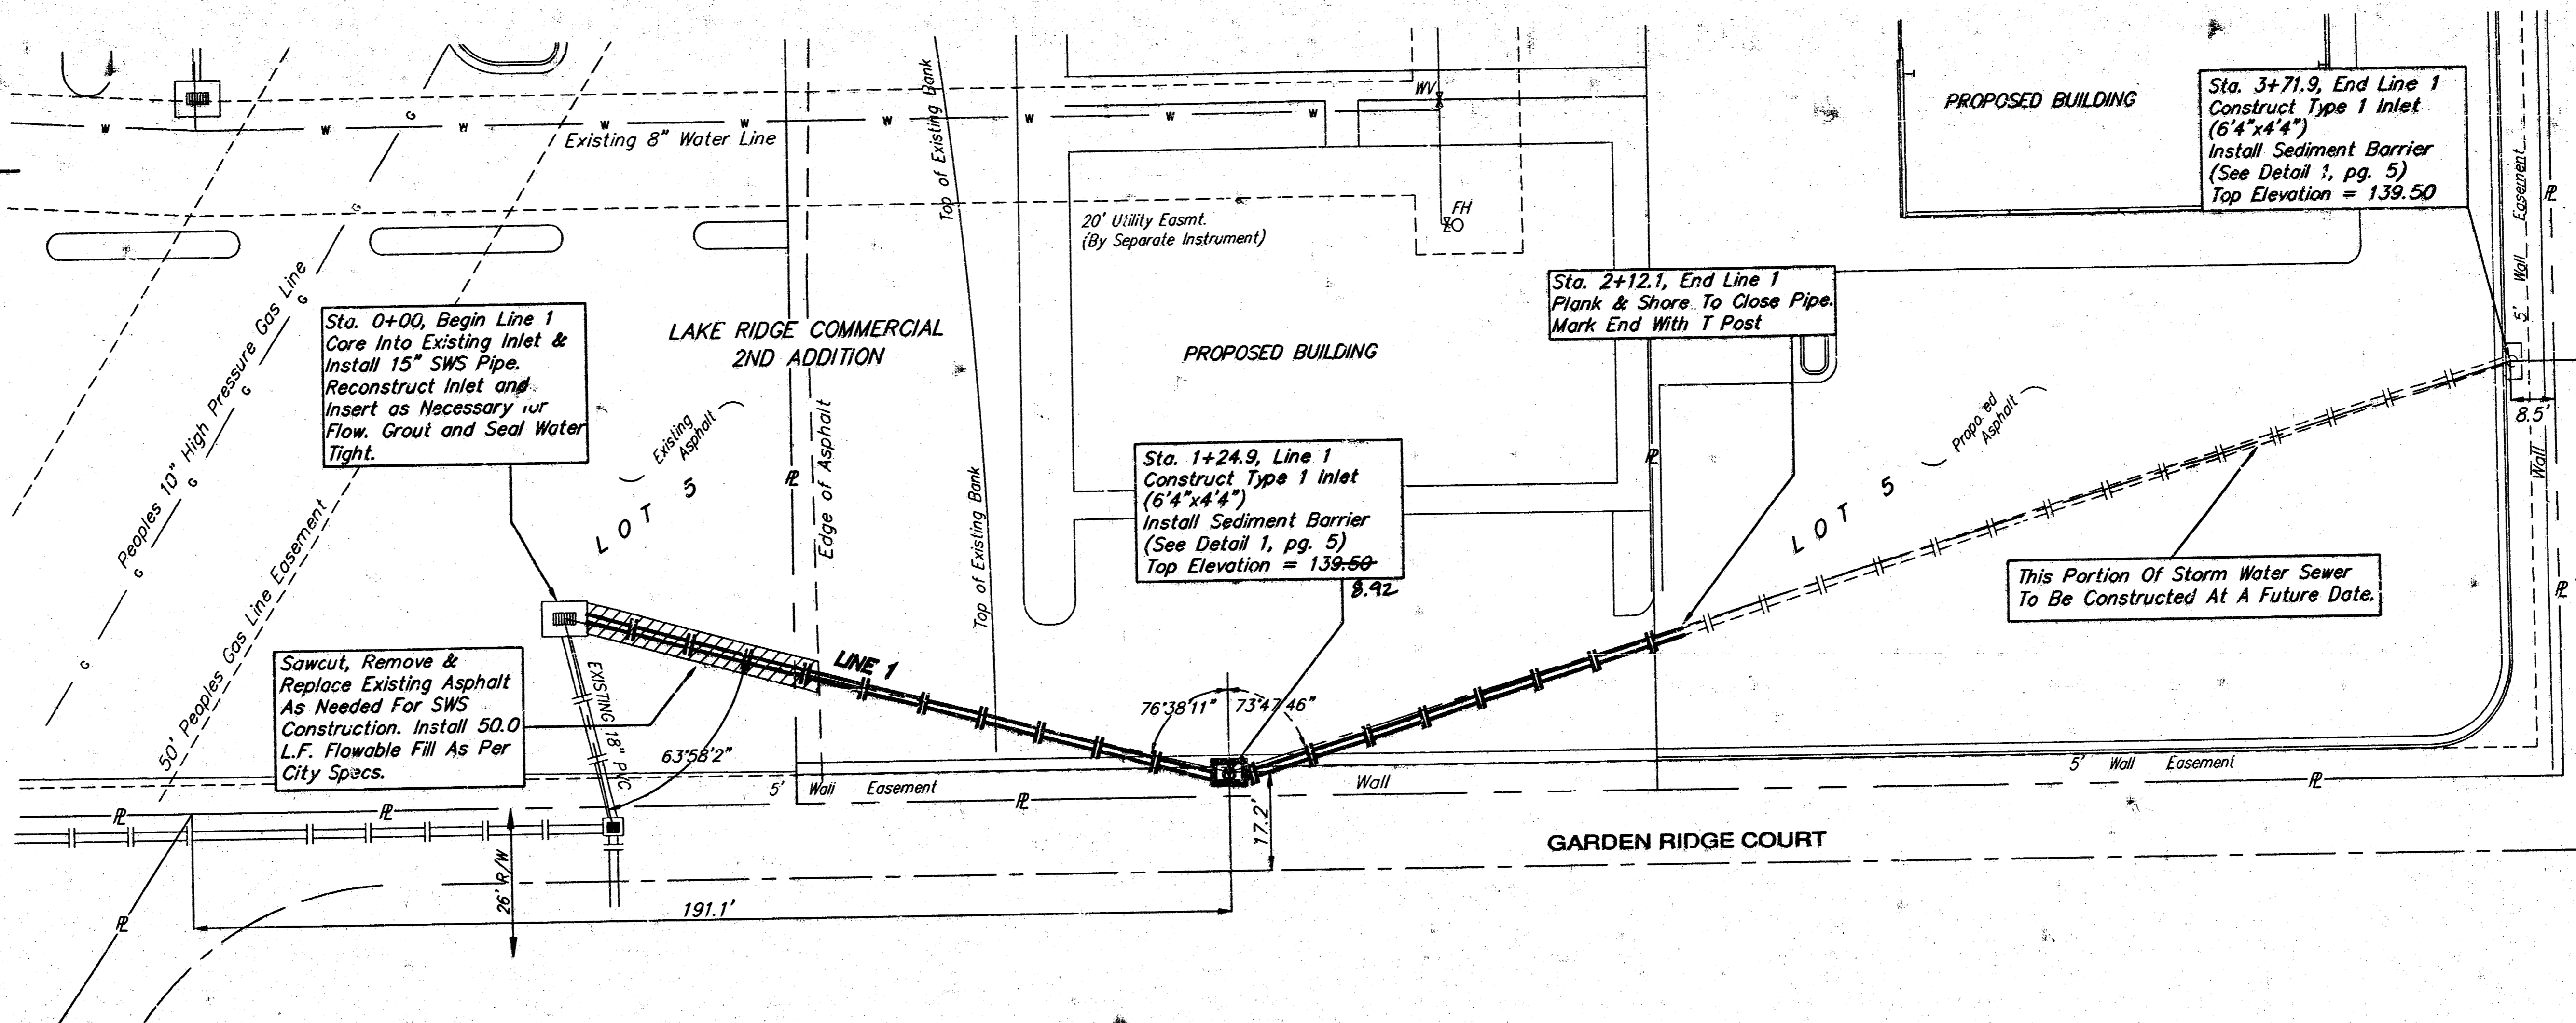 Existing 8" Water Line
W W W W W W W W W
WV
G
Top of Existing Bank
PROPOSED BUILDING
Sta. 3+71.9, End Line 1
Construct Type 1 Inlet
(6'4"x4'4")
Install Sediment Barrier
(See Detail 1, pg. 5)
Top Elevation = 139.50
5' Wall Easement
PL
20' Utility Easmt.
(By Separate Instrument)
FH
Peoples 10" High Pressure Gas Line
G G G G G G
Sta. 0+00, Begin Line 1
Core Into Existing Inlet &
Install 15" SWS Pipe.
Reconstruct Inlet and
Insert as Necessary for
Flow. Grout and Seal Water
Tight.
LAKE RIDGE COMMERCIAL
2ND ADDITION
PROPOSED BUILDING
Sta. 2+12.1, End Line 1
Plank & Shore To Close Pipe.
Mark End With T Post
8.5'
Wall
Existing
Asphalt
LOT 5
PL
Edge of Asphalt
Top of Existing Bank
Sta. 1+24.9, Line 1
Construct Type 1 Inlet
(6'4"x4'4")
Install Sediment Barrier
(See Detail 1, pg. 5)
Top Elevation = 139.50
8.92
PL
Proposed
Asphalt
LOT 5
This Portion Of Storm Water Sewer
To Be Constructed At A Future Date.
PL
50' Peoples Gas Line Easement
Sawcut, Remove &
Replace Existing Asphalt
As Needed For SWS
Construction. Install 50.0
L.F. Flowable Fill As Per
City Specs.
EXISTING 18" PVC
LINE 1
63°58'2"
76°38'11"
73°47'46"
5' Wall Easement
PL
Wall
5' Wall Easement
PL
PL
PL
17.2'
GARDEN RIDGE COURT
26' R/W
191.1'
PL